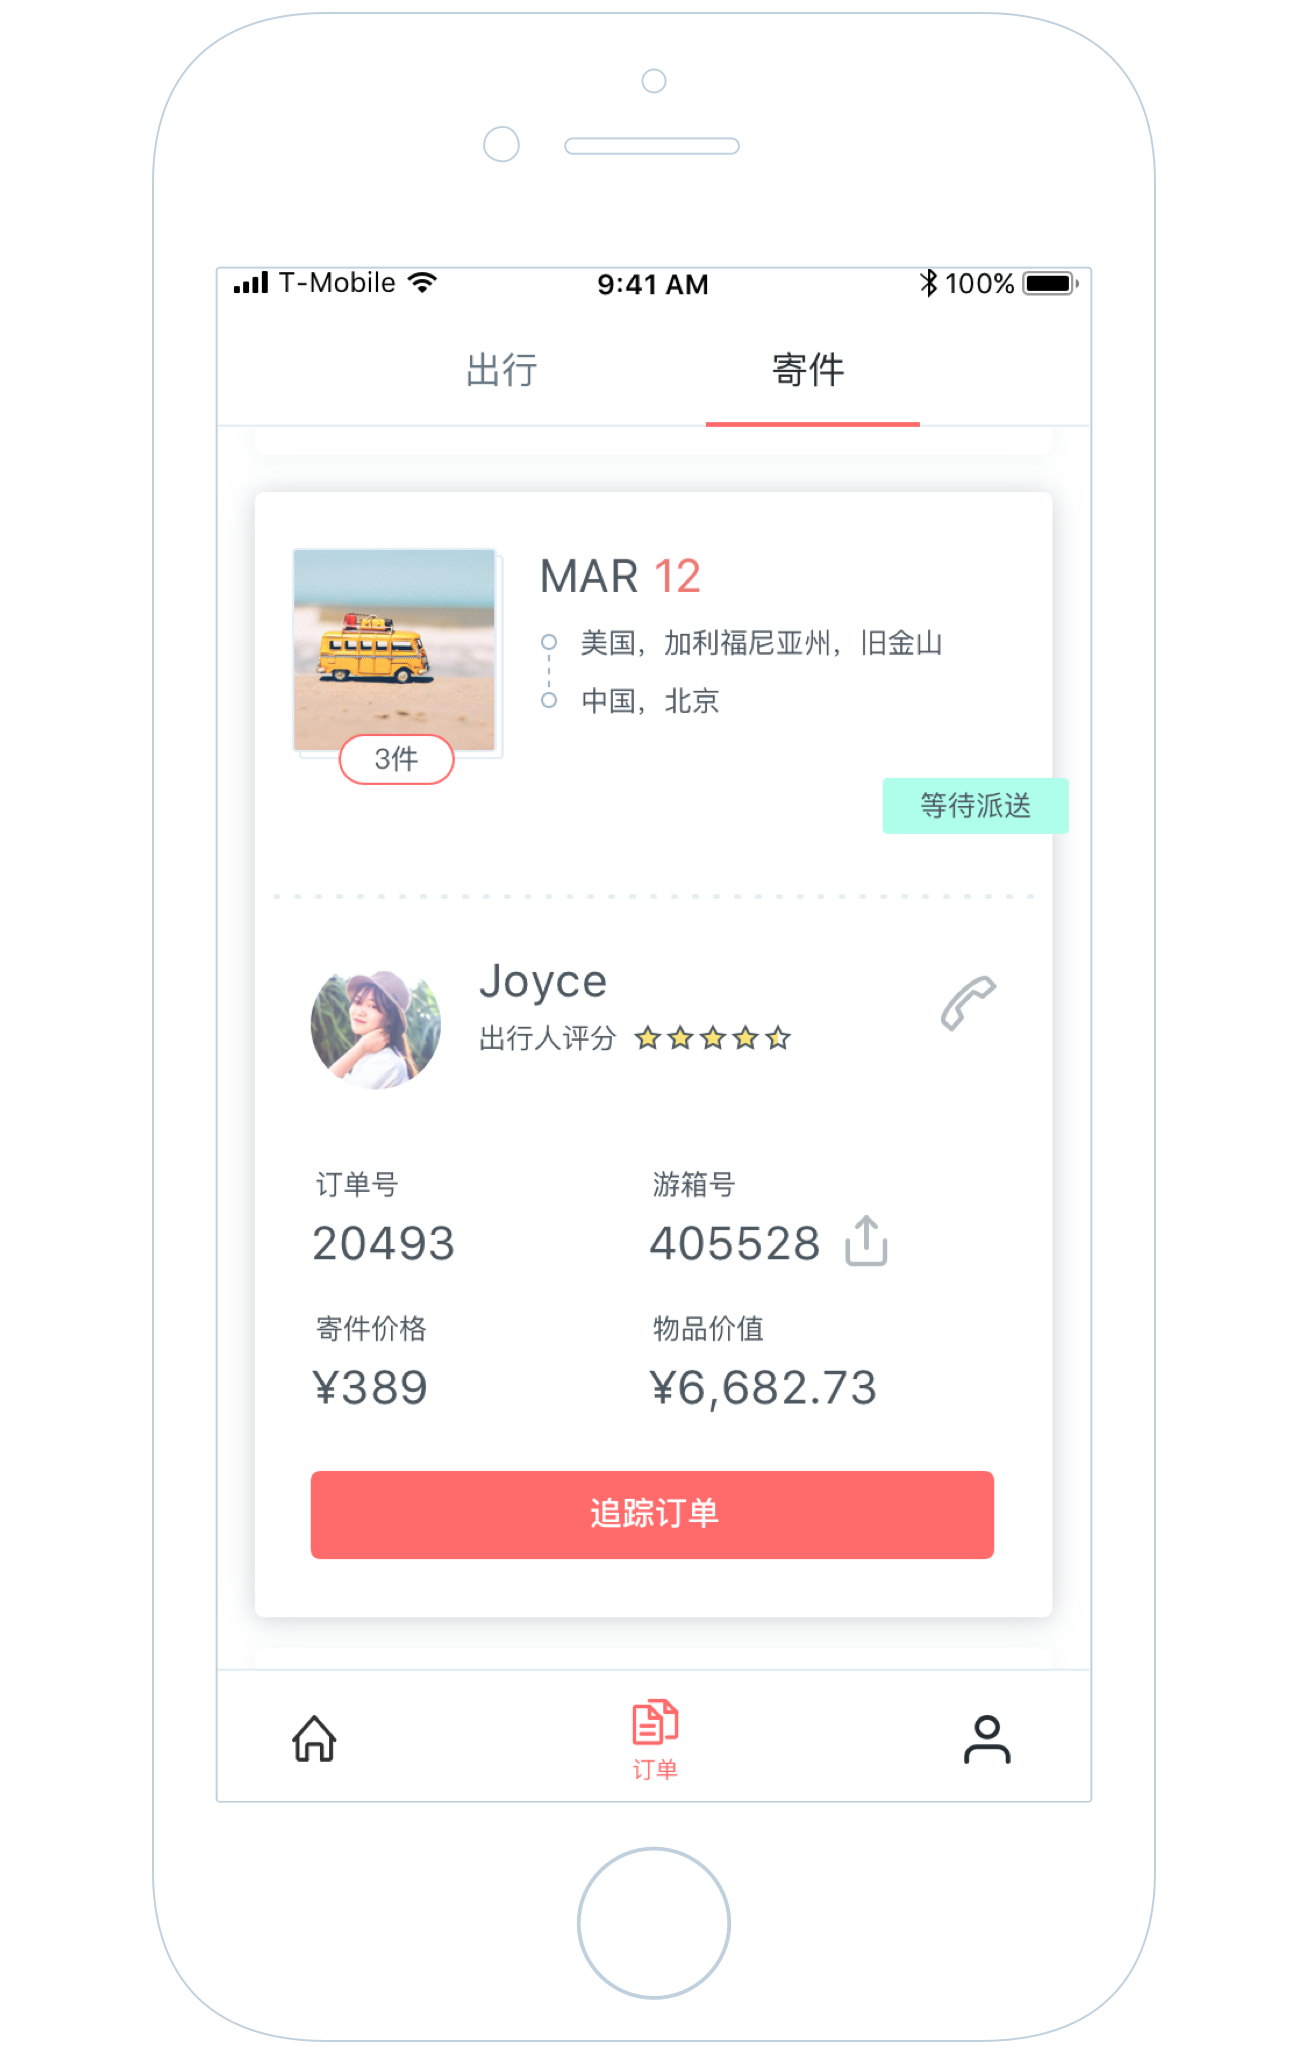 T-Mobile 9:41 AM 100%
出行 寄件
MAR 12
美国，加利福尼亚州，旧金山
中国，北京
3件
等待派送
Joyce
出行人评分
订单号 游箱号
20493 405528
寄件价格 物品价值
¥389 ¥6,682.73
追踪订单
订单